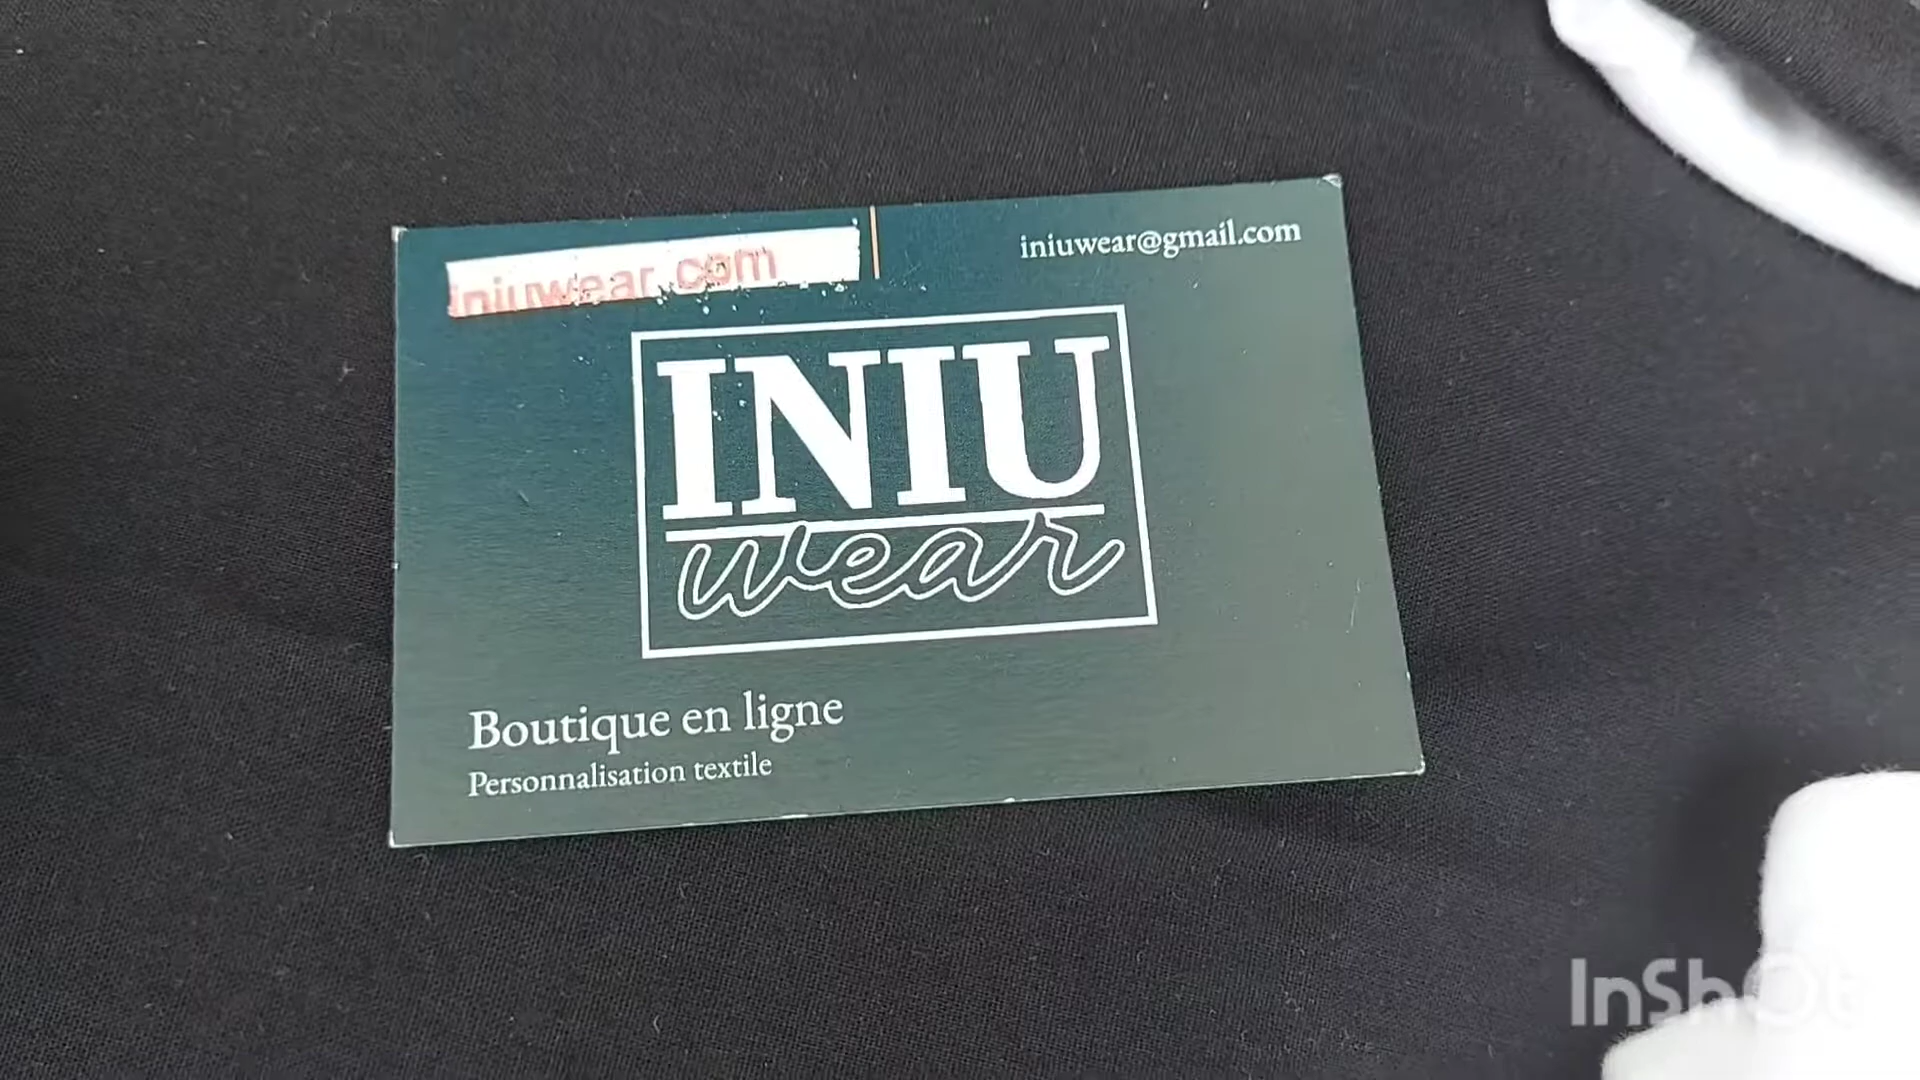 iniuwear.com
iniuwear@gmail.com
INIU
wear
Boutique en ligne
Personnalisation textile
InShOt